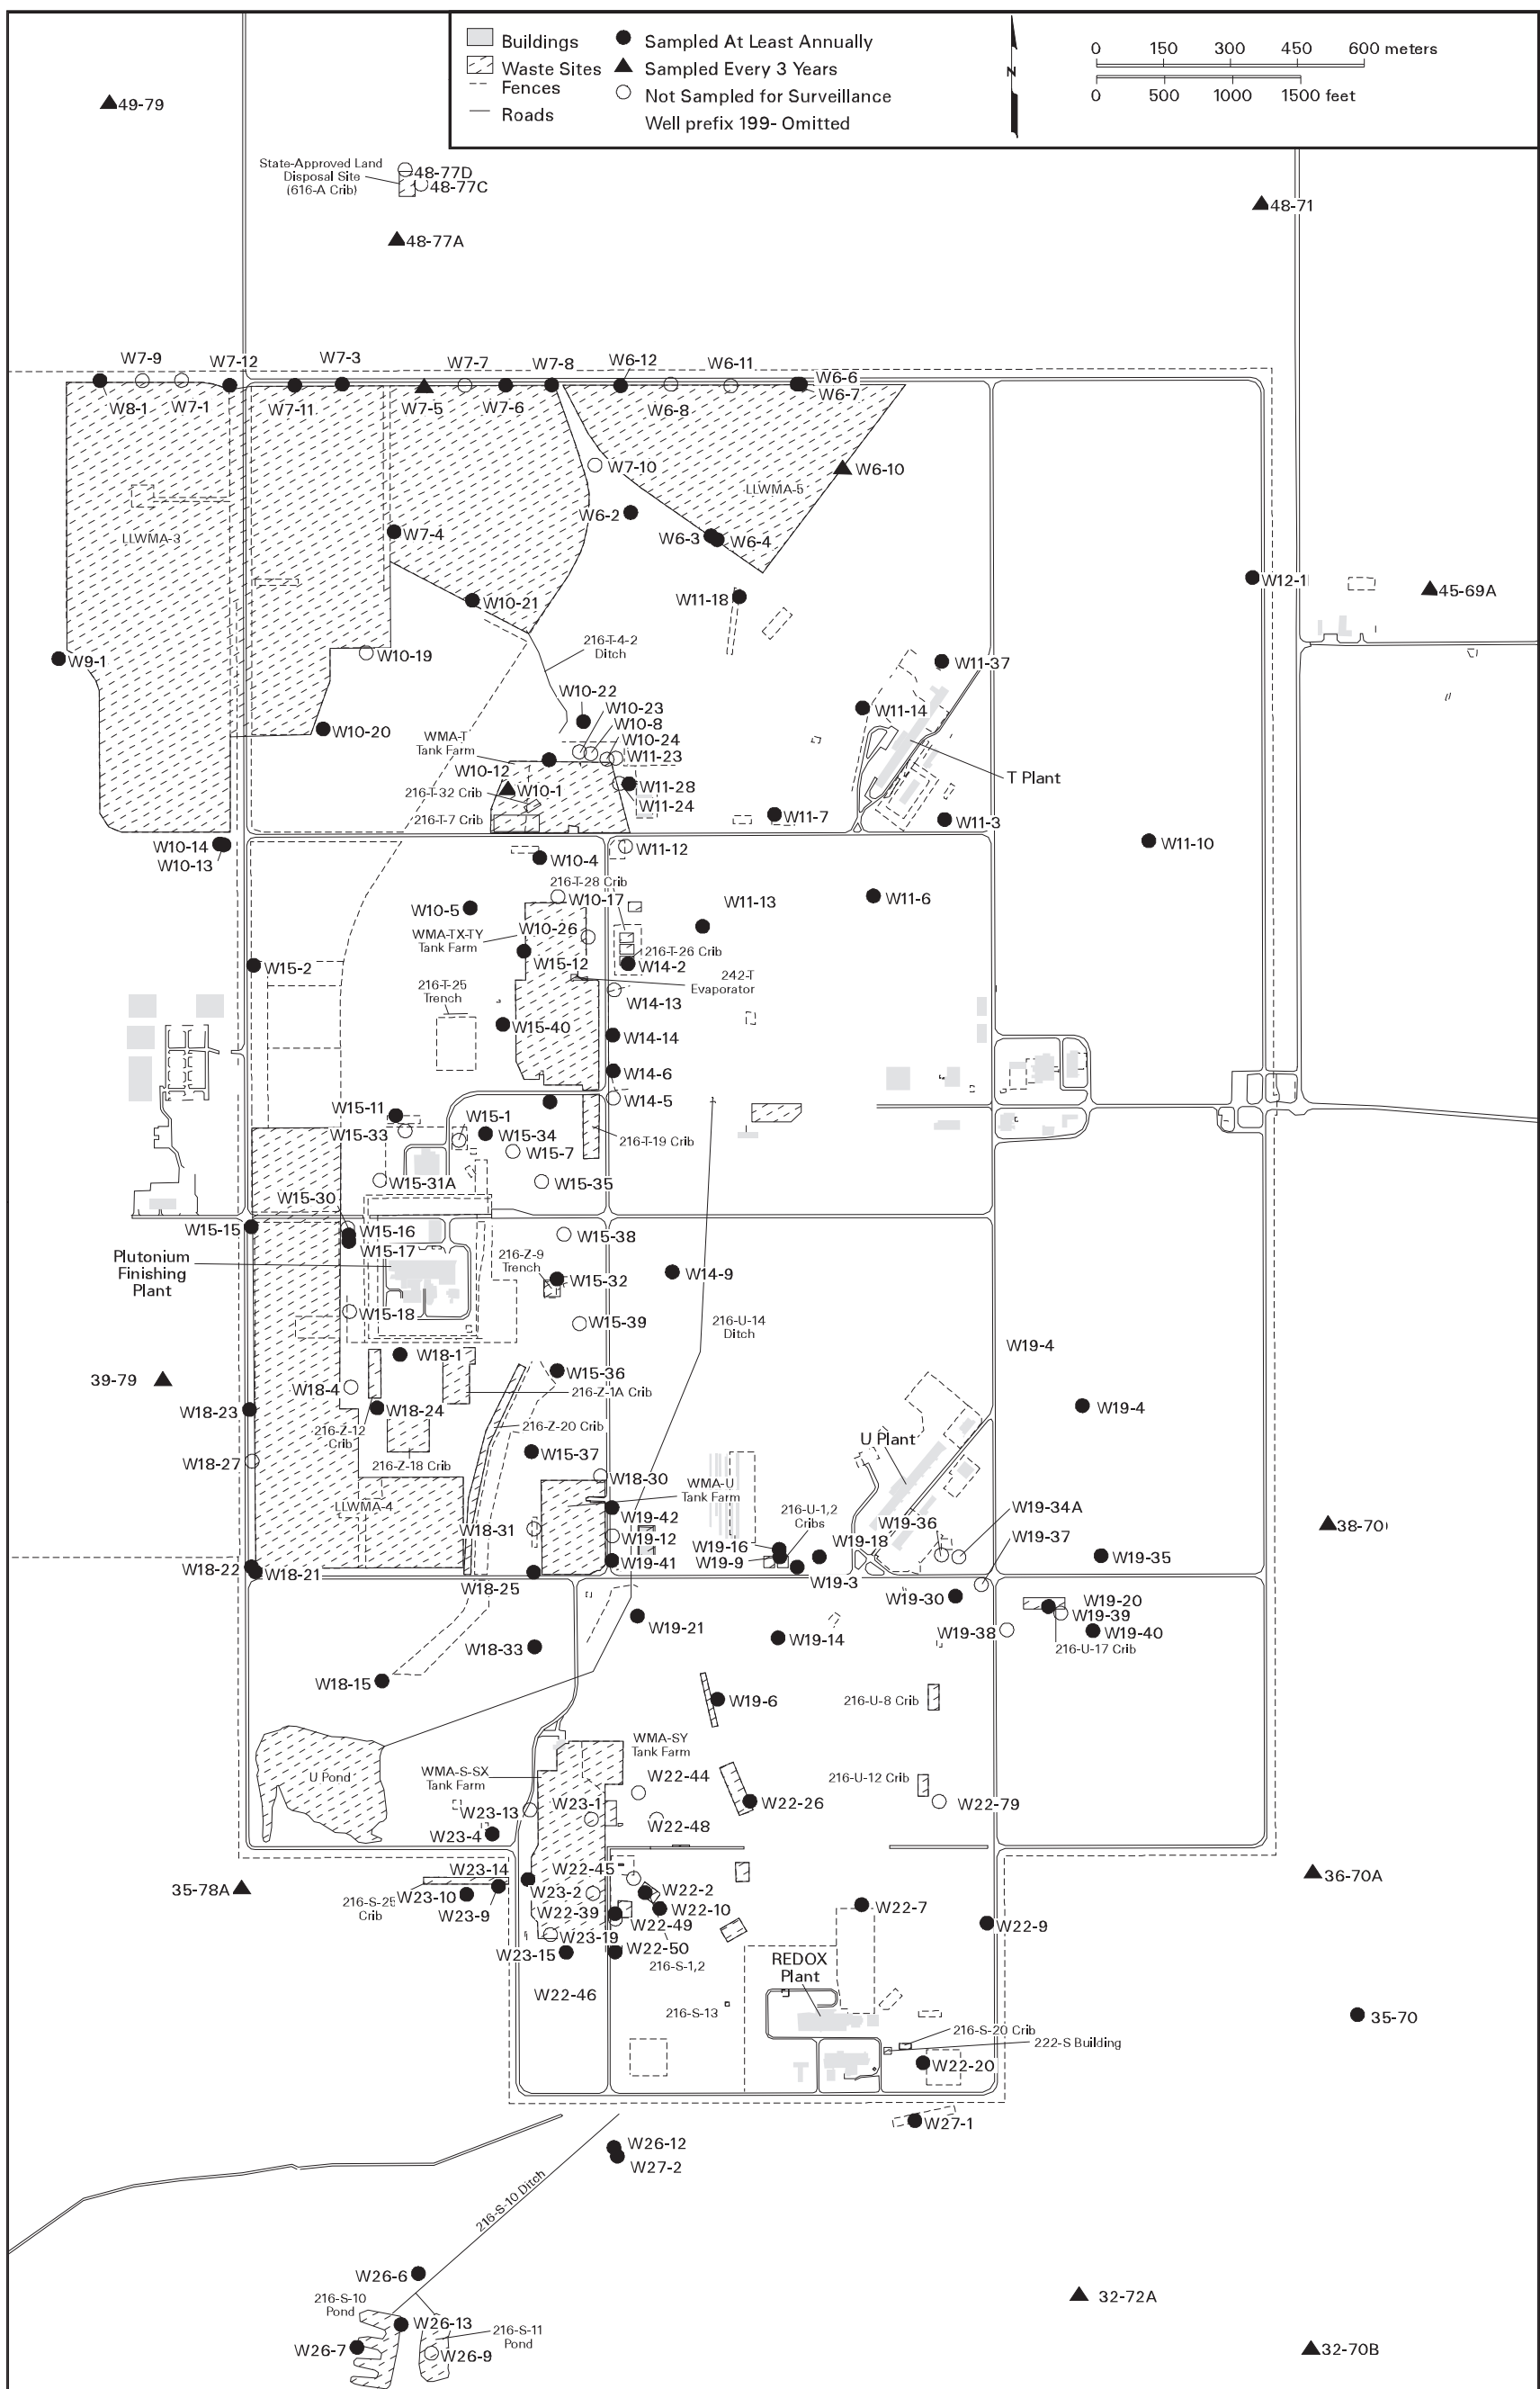 Buildings
Waste Sites
Fences
Roads
Sampled At Least Annually
Sampled Every 3 Years
Not Sampled for Surveillance
Well prefix 199- Omitted
N
0 150 300 450 600 meters
0 500 1000 1500 feet
49-79
State-Approved Land
Disposal Site
(616-A Crib)
48-77D
48-77C
48-77A
48-71
W7-9
W7-12
W7-3
W7-7
W7-8
W6-12
W6-11
W6-6
W6-7
W8-1
W7-1
W7-11
W7-5
W7-6
W6-8
W7-10
W6-10
LLWMA-5
W6-2
LLWMA-3
W7-4
W6-3
W6-4
W12-1
45-69A
W10-21
W11-18
216-T-4-2
Ditch
W9-1
W10-19
W11-37
W10-22
W10-23
W10-8
W10-24
W11-23
W11-14
W10-20
WMA-T
Tank Farm
W10-12
W10-1
216-T-32 Crib
216-T-7 Crib
W11-28
W11-24
T Plant
W11-7
W11-3
W10-14
W10-13
W10-4
W11-12
W11-10
216-T-28 Crib
W10-17
W10-5
W11-13
W11-6
WMA-TX-TY
Tank Farm
W10-26
216-T-26 Crib
W15-2
W15-12
W14-2
242-T
Evaporator
216-T-25
Trench
W14-13
W15-40
W14-14
W14-6
W15-11
W15-1
W14-5
W15-33
W15-34
216-T-19 Crib
W15-7
W15-31A
W15-35
W15-30
W15-15
W15-16
W15-38
W15-17
Plutonium
Finishing
Plant
216-Z-9
Trench
W15-32
W14-9
W15-18
W15-39
216-U-14
Ditch
W18-1
W19-4
39-79
W15-36
W18-4
216-Z-1A Crib
W18-23
W18-24
W19-4
216-Z-12
Crib
216-Z-20 Crib
U Plant
W18-27
216-Z-18 Crib
W15-37
W18-30
WMA-U
Tank Farm
LLWMA-4
W19-42
216-U-1,2
Cribs
W19-34A
W18-31
W19-12
W19-36
W19-37
38-70
W19-16
W19-18
W18-22
W18-21
W19-41
W19-9
W19-35
W18-25
W19-3
W19-30
W19-20
W19-39
W19-21
W19-14
W19-38
W19-40
W18-33
216-U-17 Crib
W18-15
W19-6
216-U-8 Crib
WMA-SY
Tank Farm
U Pond
WMA-S-SX
Tank Farm
W22-44
216-U-12 Crib
W23-13
W23-1
W22-26
W22-79
W23-4
W22-48
W23-14
W22-45
35-78A
216-S-25
Crib
W23-10
W23-2
W22-2
36-70A
W23-9
W22-39
W22-10
W22-7
W22-49
W22-9
W23-19
W23-15
W22-50
216-S-1,2
REDOX
Plant
W22-46
216-S-13
35-70
216-S-20 Crib
222-S Building
W22-20
W27-1
W26-12
W27-2
216-S-10 Ditch
W26-6
216-S-10
Pond
32-72A
W26-13
216-S-11
Pond
W26-7
W26-9
32-70B